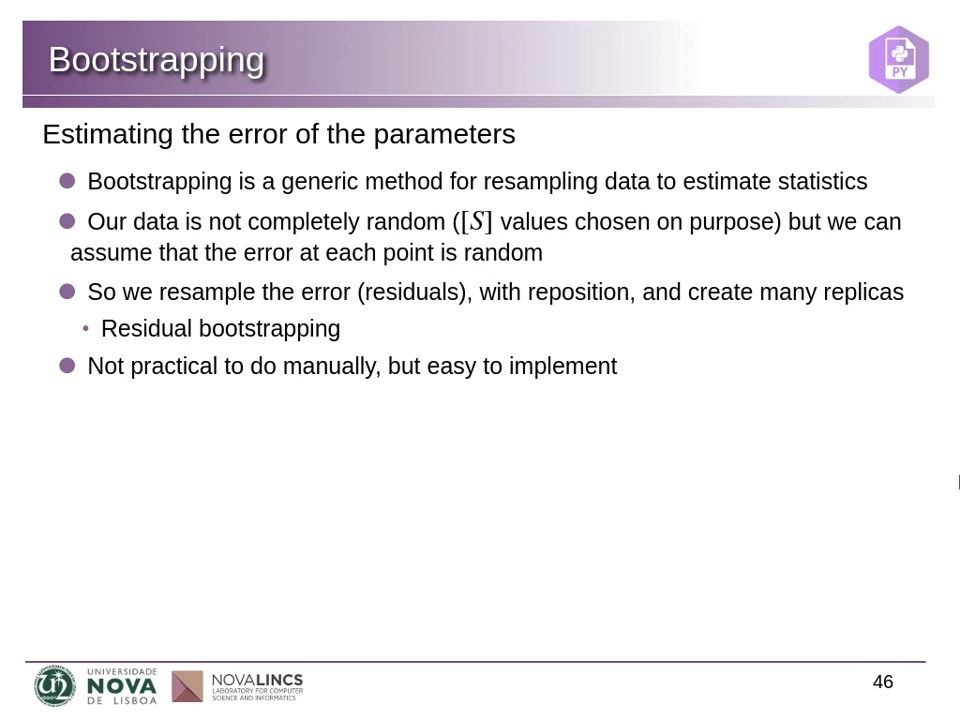 Bootstrapping
PY
Estimating the error of the parameters
Bootstrapping is a generic method for resampling data to estimate statistics
Our data is not completely random ([S] values chosen on purpose) but we can
assume that the error at each point is random
So we resample the error (residuals), with reposition, and create many replicas
Residual bootstrapping
Not practical to do manually, but easy to implement
UNIVERSIDADE
NOVA
DE LISBOA
NOVALINCS
LABORATORY FOR COMPUTER
SCIENCE AND INFORMATICS
46